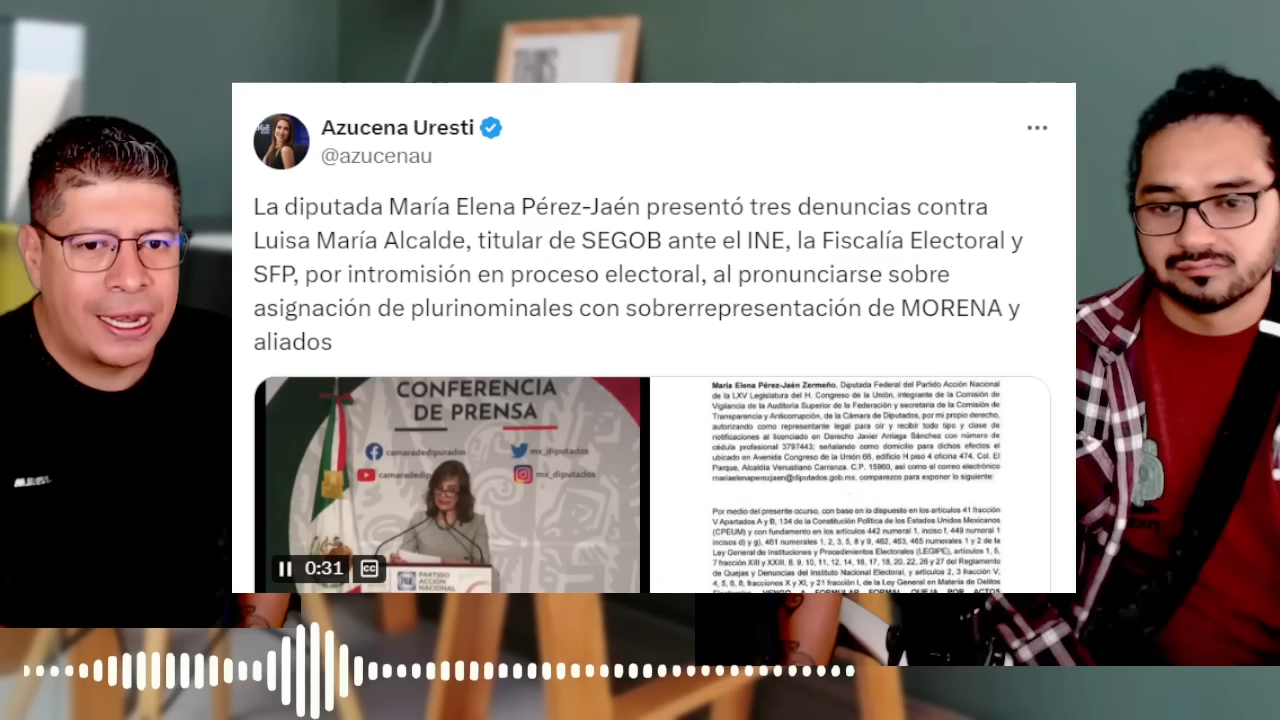 THIS
Azucena Uresti
@azucenau
La diputada María Elena Pérez-Jaén presentó tres denuncias contra
Luisa María Alcalde, titular de SEGOB ante el INE, la Fiscalía Electoral y
SFP, por intromisión en proceso electoral, al pronunciarse sobre
asignación de plurinominales con sobrerrepresentación de MORENA y
aliados
CONFERENCIA
DE PRENSA
camaradediputados
mx_diputados
camaradedip
mx_diputados
0:31
CC
PAN
PARTIDO
ACCIÓN
NACIONAL
María Elena Pérez-Jaén Zermeño, Diputada Federal del Partido Acción Nacional
de la LXV Legislatura del H. Congreso de la Unión, integrante de la Comisión de
Vigilancia de la Auditoría Superior de la Federación y secretaria de la Comisión de
Transparencia y Anticorrupción, de la Cámara de Diputados, por mi propio derecho,
autorizando como representante legal para oír y recibir todo tipo y clase de
notificaciones al licenciado en Derecho Javier Arriaga Sánchez con número de
cédula profesional 3797443; señalando como domicilio para dichos efectos el
ubicado en Avenida Congreso de la Unión 66, edificio H piso 4 oficina 474, Col. El
Parque, Alcaldía Venustiano Carranza. C.P. 15960, así como el correo electrónico
mariaelenaperezjaen@diputados.gob.mx, comparezco para exponer lo siguiente:
Por medio del presente ocurso, con base en lo dispuesto en los artículos 41 fracción
V Apartados A y B, 134 de la Constitución Política de los Estados Unidos Mexicanos
(CPEUM) y con fundamento en los artículos 442 numeral 1, inciso f, 449 numeral 1
incisos d) y g), 461 numerales 1, 2, 3, 5, 8 y 9, 462, 463, 465 numerales 1 y 2 de la
Ley General de Instituciones y Procedimientos Electorales (LEGIPE), artículos 1, 5,
7 fracción XIII y XXIII, 8, 9, 10, 11, 12, 14, 16, 17, 18, 20, 22, 26 y 27 del Reglamento
de Quejas y Denuncias del Instituto Nacional Electoral, y artículos 2, 3 fracción V,
4, 5, 6, 8, fracciones X y XI, y 21 fracción I, de la Ley General en Materia de Delitos
Electorales, VENGO A FORMULAR FORMAL QUEJA POR ACTOS